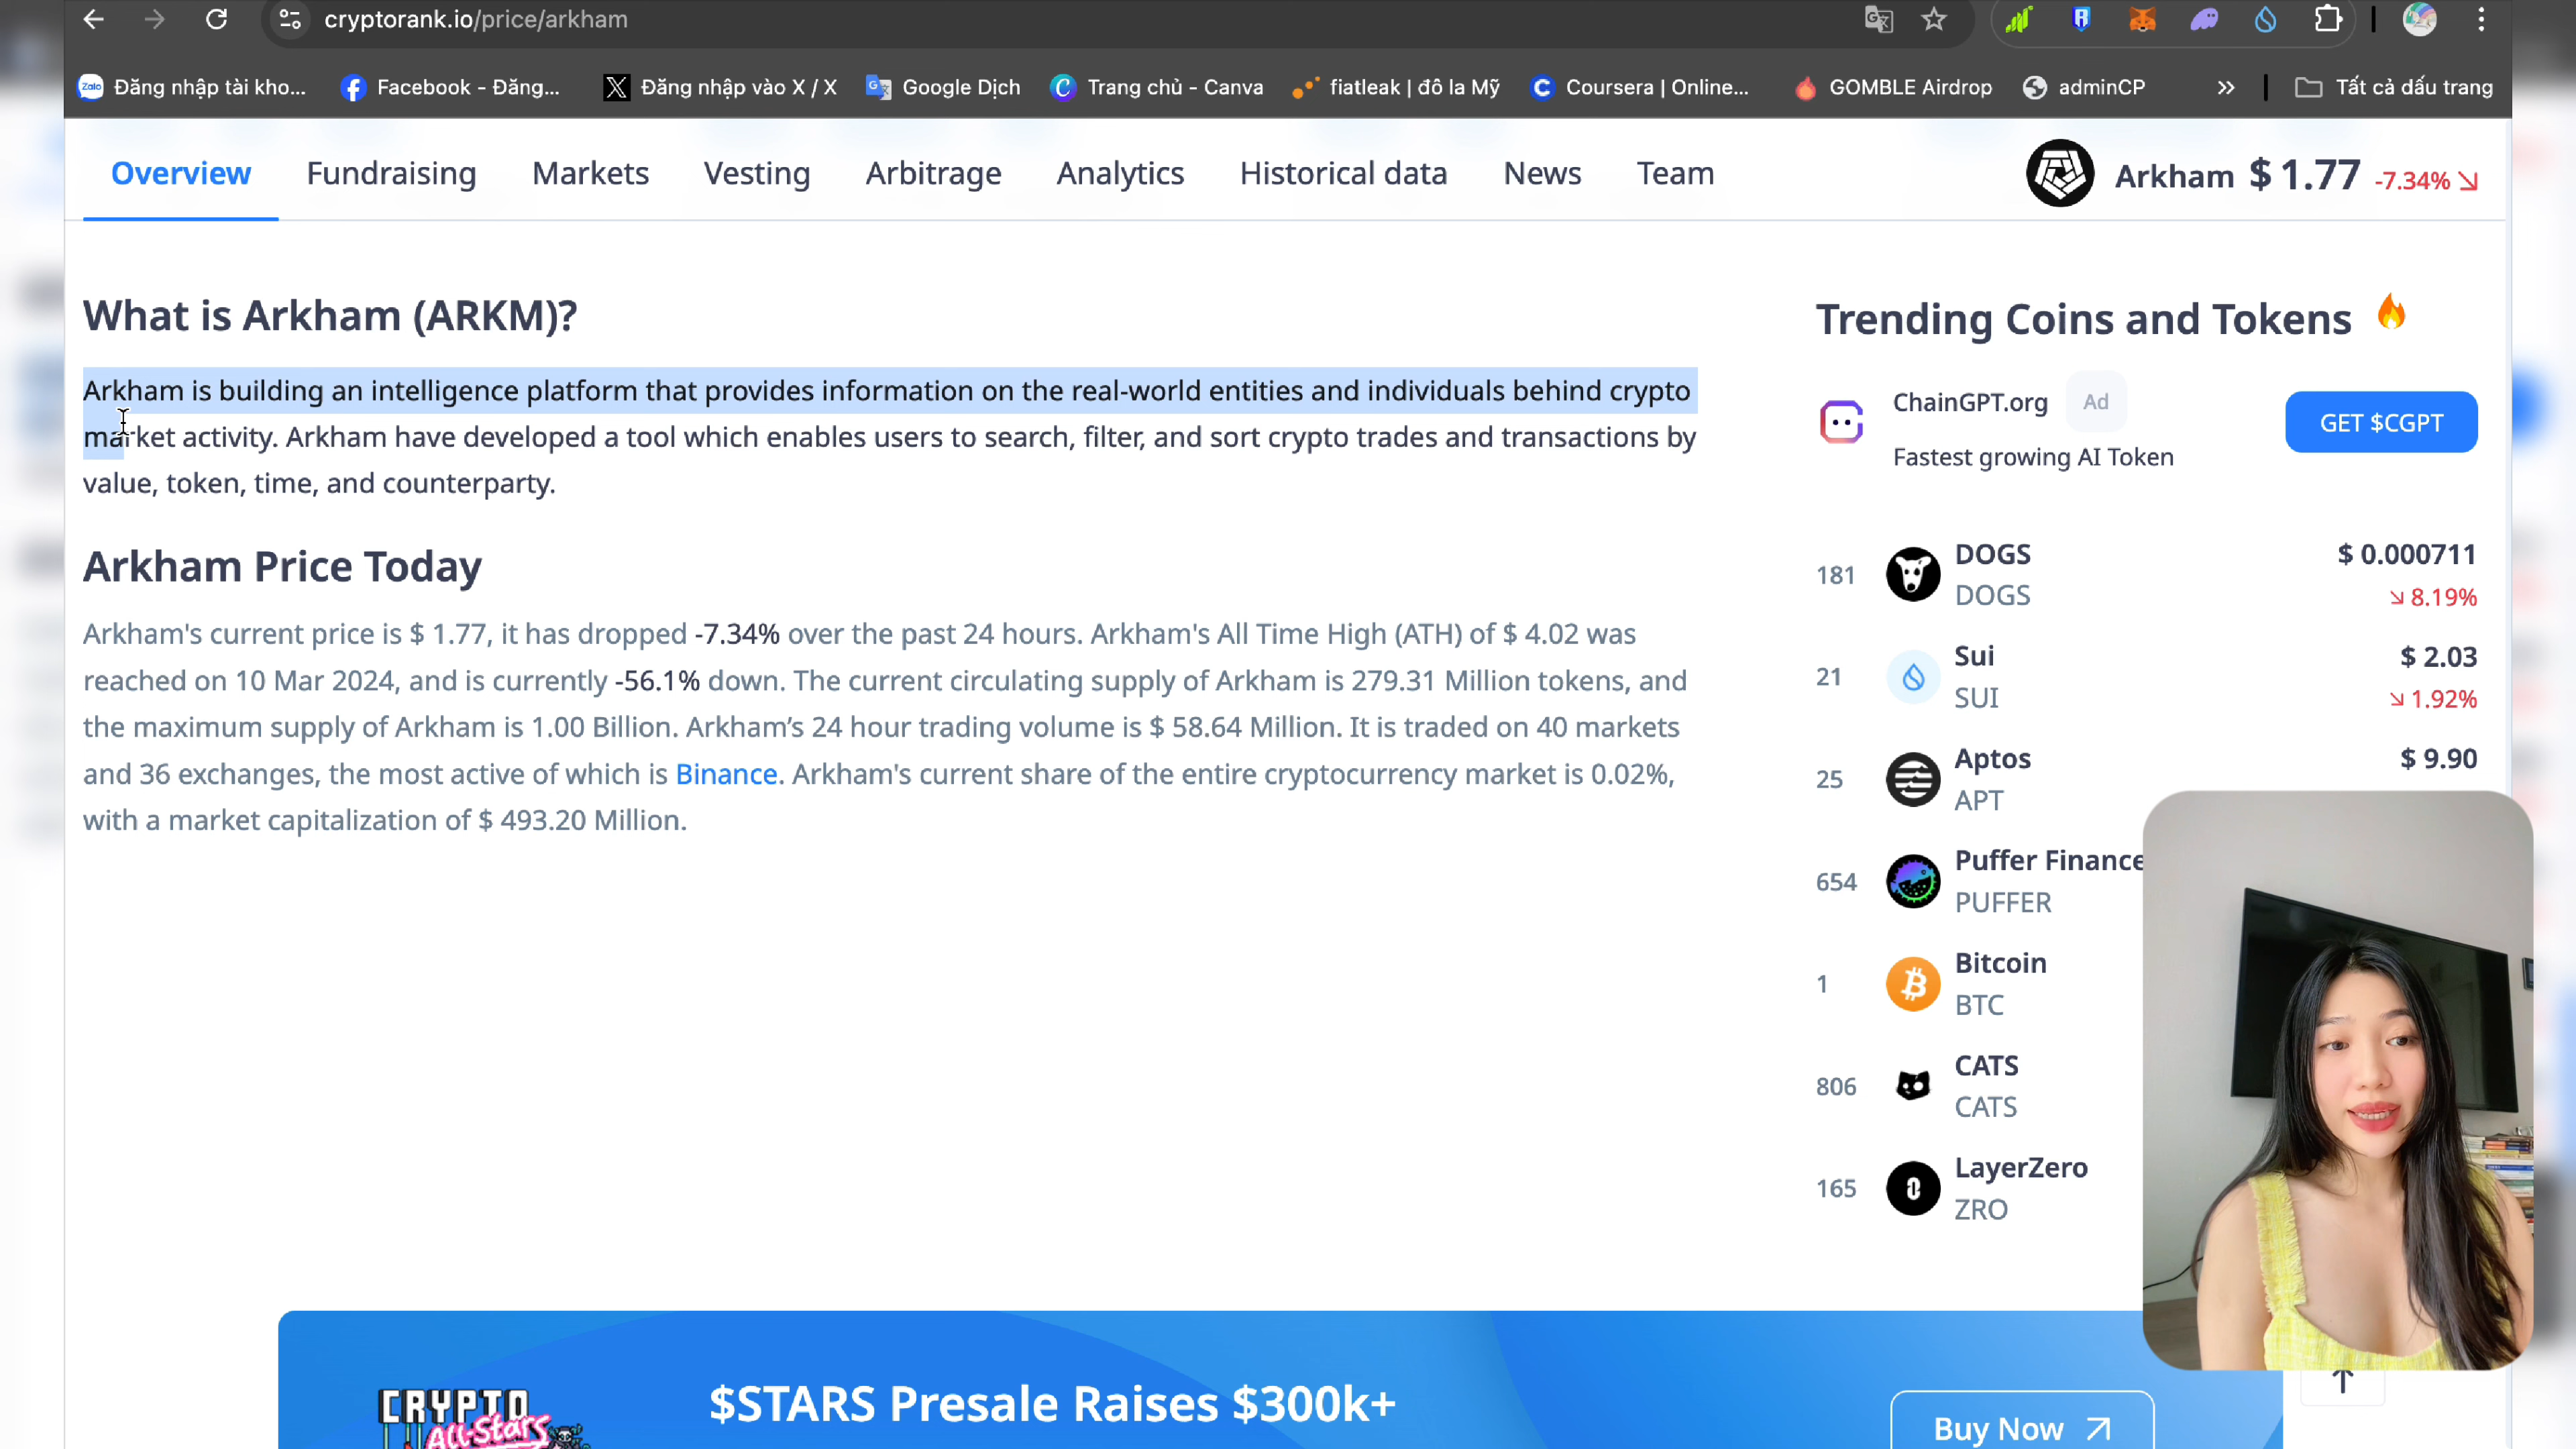 cryptorank.io/price/arkham
Đăng nhập tài kho... Facebook - Đăng... Đăng nhập vào X / X Google Dịch Trang chủ - Canva fiatleak | đô la Mỹ Coursera | Online... GOMBLE Airdrop adminCP » Tất cả dấu trang
Overview Fundraising Markets Vesting Arbitrage Analytics Historical data News Team Arkham $ 1.77 -7.34%
What is Arkham (ARKM)?
Arkham is building an intelligence platform that provides information on the real-world entities and individuals behind crypto
market activity. Arkham have developed a tool which enables users to search, filter, and sort crypto trades and transactions by
value, token, time, and counterparty.
Arkham Price Today
Arkham's current price is $ 1.77, it has dropped -7.34% over the past 24 hours. Arkham's All Time High (ATH) of $ 4.02 was
reached on 10 Mar 2024, and is currently -56.1% down. The current circulating supply of Arkham is 279.31 Million tokens, and
the maximum supply of Arkham is 1.00 Billion. Arkham’s 24 hour trading volume is $ 58.64 Million. It is traded on 40 markets
and 36 exchanges, the most active of which is Binance. Arkham's current share of the entire cryptocurrency market is 0.02%,
with a market capitalization of $ 493.20 Million.
Trending Coins and Tokens
ChainGPT.org Ad
Fastest growing AI Token
GET $CGPT
181 DOGS $ 0.000711
DOGS 8.19%
21 Sui $ 2.03
SUI 1.92%
25 Aptos $ 9.90
APT
654 Puffer Finance
PUFFER
1 Bitcoin
BTC
806 CATS
CATS
165 LayerZero
ZRO
CRYPTO
All-Stars
$STARS Presale Raises $300k+
Buy Now